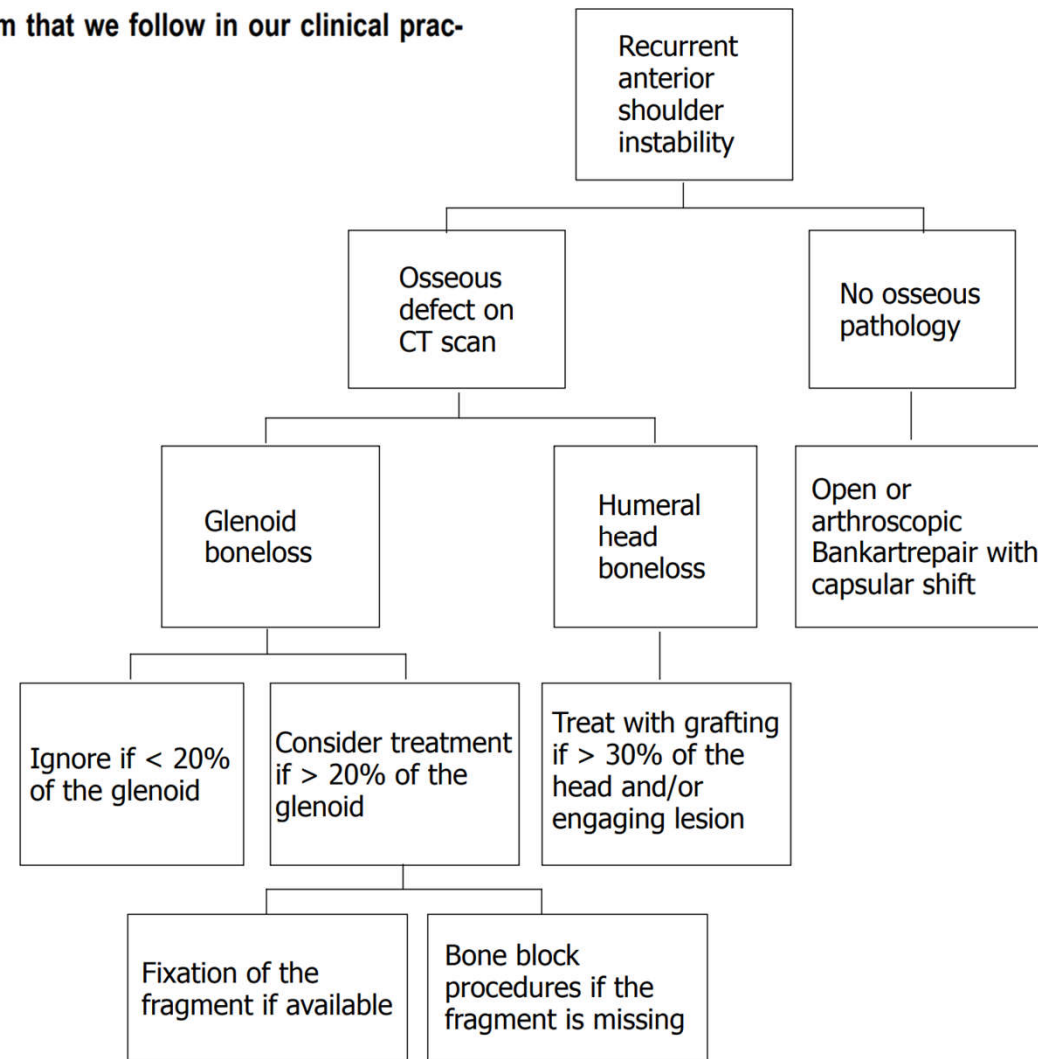 m that we follow in our clinical prac-
Recurrent
anterior
shoulder
instability
Osseous
defect on
CT scan
No osseous
pathology
Glenoid
boneloss
Humeral
head
boneloss
Open or
arthroscopic
Bankartrepair with
capsular shift
Ignore if < 20%
of the glenoid
Consider treatment
if > 20% of the
glenoid
Treat with grafting
if > 30% of the
head and/or
engaging lesion
Fixation of the
fragment if available
Bone block
procedures if the
fragment is missing